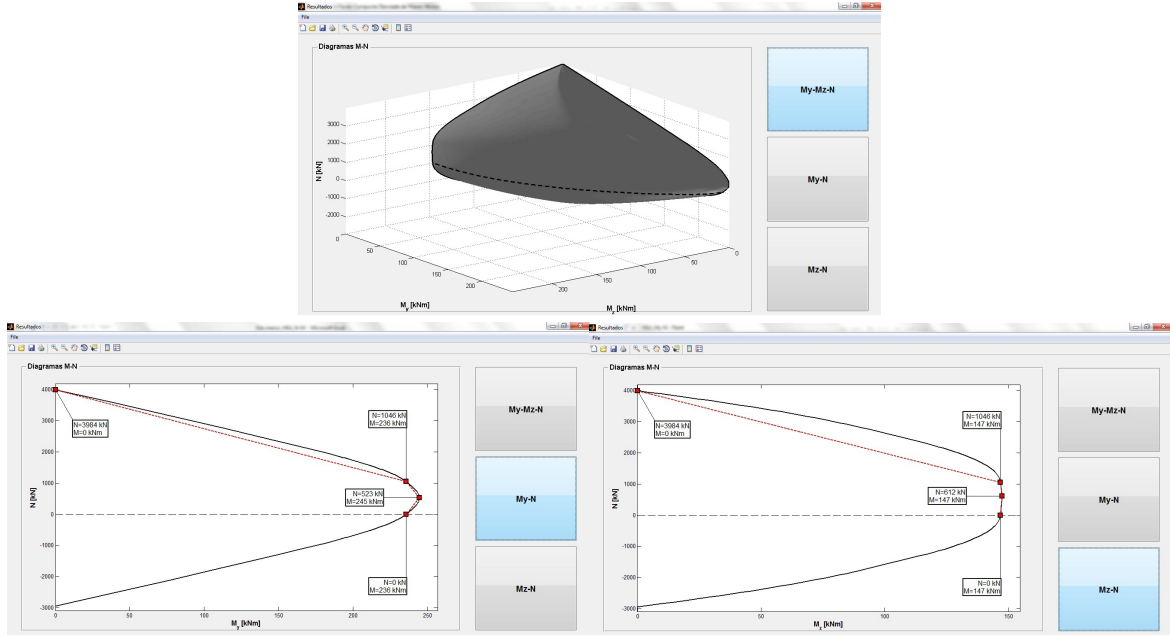 Resultados
File
Diagramas M-N
3000
2000
1000
0
-1000
-2000
N [kN]
0
50
100
150
200
My [kNm]
200
150
100
50
0
Mz [kNm]
My-Mz-N
My-N
Mz-N
Resultados
File
Diagramas M-N
4000
3000
2000
1000
0
-1000
-2000
-3000
N [kN]
N=3984 kN
M=0 kNm
N=1046 kN
M=236 kNm
N=523 kN
M=245 kNm
N=0 kN
M=236 kNm
0
50
100
150
200
250
My [kNm]
My-Mz-N
My-N
Mz-N
Resultados
File
Diagramas M-N
4000
3000
2000
1000
0
-1000
-2000
-3000
N [kN]
N=3984 kN
M=0 kNm
N=1046 kN
M=147 kNm
N=612 kN
M=147 kNm
N=0 kN
M=147 kNm
0
50
100
150
Mz [kNm]
My-Mz-N
My-N
Mz-N